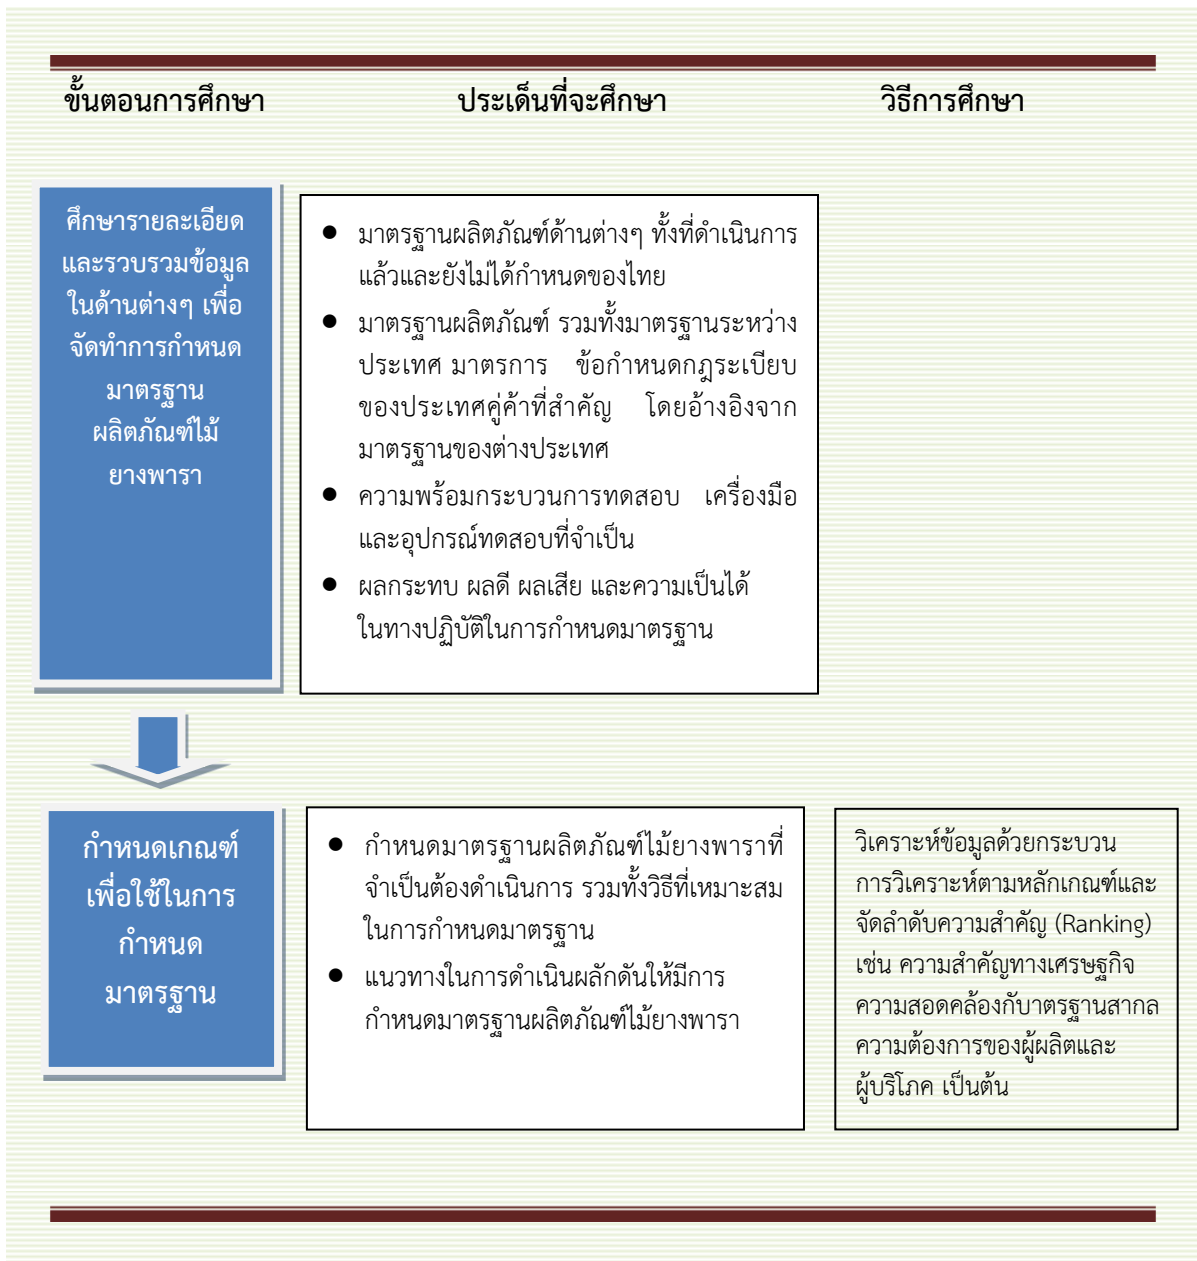 ขั้นตอนการศึกษา
ประเด็นที่จะศึกษา
วิธีการศึกษา
ศึกษารายละเอียด
และรวบรวมข้อมูล
ในด้านต่างๆ เพื่อ
จัดทำการกำหนด
มาตรฐาน
ผลิตภัณฑ์ไม้
ยางพารา
● มาตรฐานผลิตภัณฑ์ด้านต่างๆ ทั้งที่ดำเนินการ
แล้วและยังไม่ได้กำหนดของไทย
● มาตรฐานผลิตภัณฑ์ รวมทั้งมาตรฐานระหว่าง
ประเทศ มาตรการ ข้อกำหนดกฎระเบียบ
ของประเทศคู่ค้าที่สำคัญ โดยอ้างอิงจาก
มาตรฐานของต่างประเทศ
● ความพร้อมกระบวนการทดสอบ เครื่องมือ
และอุปกรณ์ทดสอบที่จำเป็น
● ผลกระทบ ผลดี ผลเสีย และความเป็นได้
ในทางปฏิบัติในการกำหนดมาตรฐาน
กำหนดเกณฑ์
เพื่อใช้ในการ
กำหนด
มาตรฐาน
● กำหนดมาตรฐานผลิตภัณฑ์ไม้ยางพาราที่
จำเป็นต้องดำเนินการ รวมทั้งวิธีที่เหมาะสม
ในการกำหนดมาตรฐาน
● แนวทางในการดำเนินผลักดันให้มีการ
กำหนดมาตรฐานผลิตภัณฑ์ไม้ยางพารา
วิเคราะห์ข้อมูลด้วยกระบวน
การวิเคราะห์ตามหลักเกณฑ์และ
จัดลำดับความสำคัญ (Ranking)
เช่น ความสำคัญทางเศรษฐกิจ
ความสอดคล้องกับาตรฐานสากล
ความต้องการของผู้ผลิตและ
ผู้บริโภค เป็นต้น